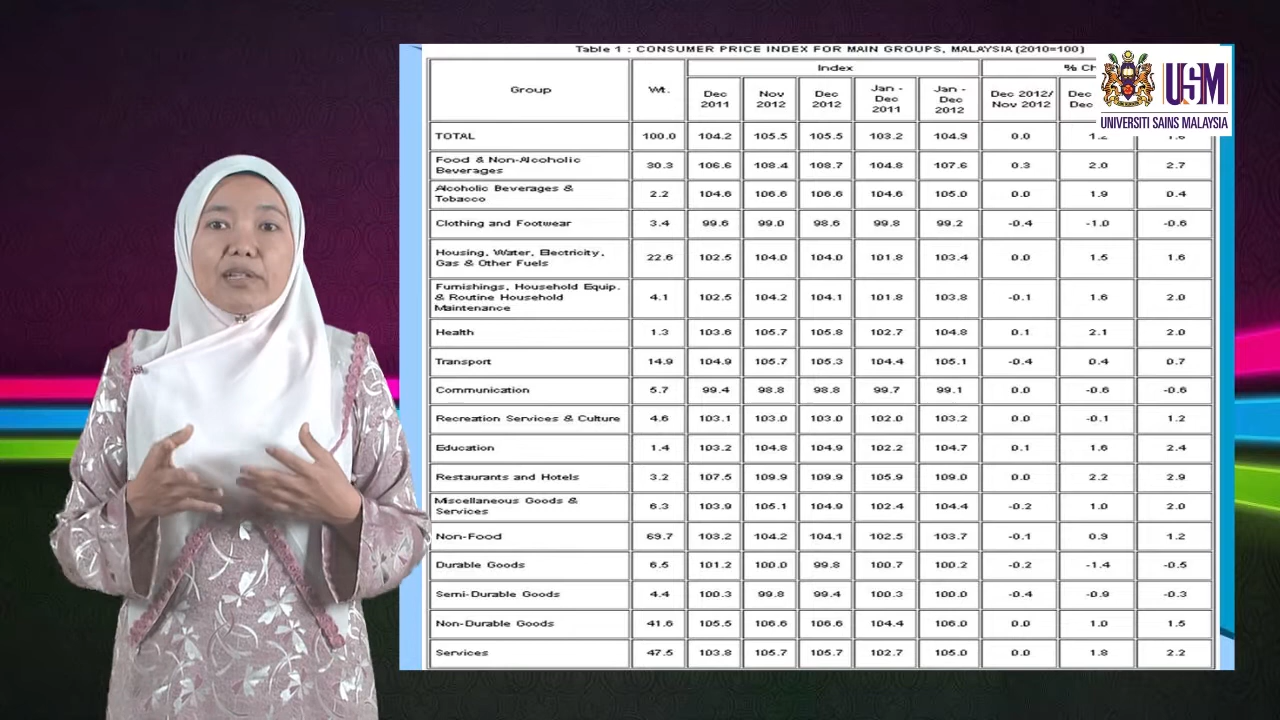 Table 1 : CONSUMER PRICE INDEX FOR MAIN GROUPS, MALAYSIA (2010=100)
Group Wt. Index % Ch
Dec 2011 Nov 2012 Dec 2012 Jan - Dec 2011 Jan - Dec 2012 Dec 2012/ Nov 2012 Dec Dec
USM
UNIVERSITI SAINS MALAYSIA
TOTAL 100.0 104.2 105.5 105.5 103.2 104.9 0.0 1.2
Food & Non-Alcoholic Beverages 30.3 106.6 108.4 108.7 104.8 107.6 0.3 2.0 2.7
Alcoholic Beverages & Tobacco 2.2 104.6 106.6 106.6 104.6 105.0 0.0 1.9 0.4
Clothing and Footwear 3.4 99.6 99.0 98.6 99.8 99.2 -0.4 -1.0 -0.6
Housing, Water, Electricity, Gas & Other Fuels 22.6 102.5 104.0 104.0 101.8 103.4 0.0 1.5 1.6
Furnishings, Household Equip. & Routine Household Maintenance 4.1 102.5 104.2 104.1 101.8 103.8 -0.1 1.6 2.0
Health 1.3 103.6 105.7 105.8 102.7 104.8 0.1 2.1 2.0
Transport 14.9 104.9 105.7 105.3 104.4 105.1 -0.4 0.4 0.7
Communication 5.7 99.4 98.8 98.8 99.7 99.1 0.0 -0.6 -0.6
Recreation Services & Culture 4.6 103.1 103.0 103.0 102.0 103.2 0.0 -0.1 1.2
Education 1.4 103.2 104.8 104.9 102.2 104.7 0.1 1.6 2.4
Restaurants and Hotels 3.2 107.5 109.9 109.9 105.9 109.0 0.0 2.2 2.9
Miscellaneous Goods & Services 6.3 103.9 105.1 104.9 102.4 104.4 -0.2 1.0 2.0
Non-Food 69.7 103.2 104.2 104.1 102.5 103.7 -0.1 0.9 1.2
Durable Goods 6.5 101.2 100.0 99.8 100.7 100.2 -0.2 -1.4 -0.5
Semi-Durable Goods 4.4 100.3 99.8 99.4 100.3 100.0 -0.4 -0.9 -0.3
Non-Durable Goods 41.6 105.5 106.6 106.6 104.4 106.0 0.0 1.0 1.5
Services 47.5 103.8 105.7 105.7 102.7 105.0 0.0 1.8 2.2